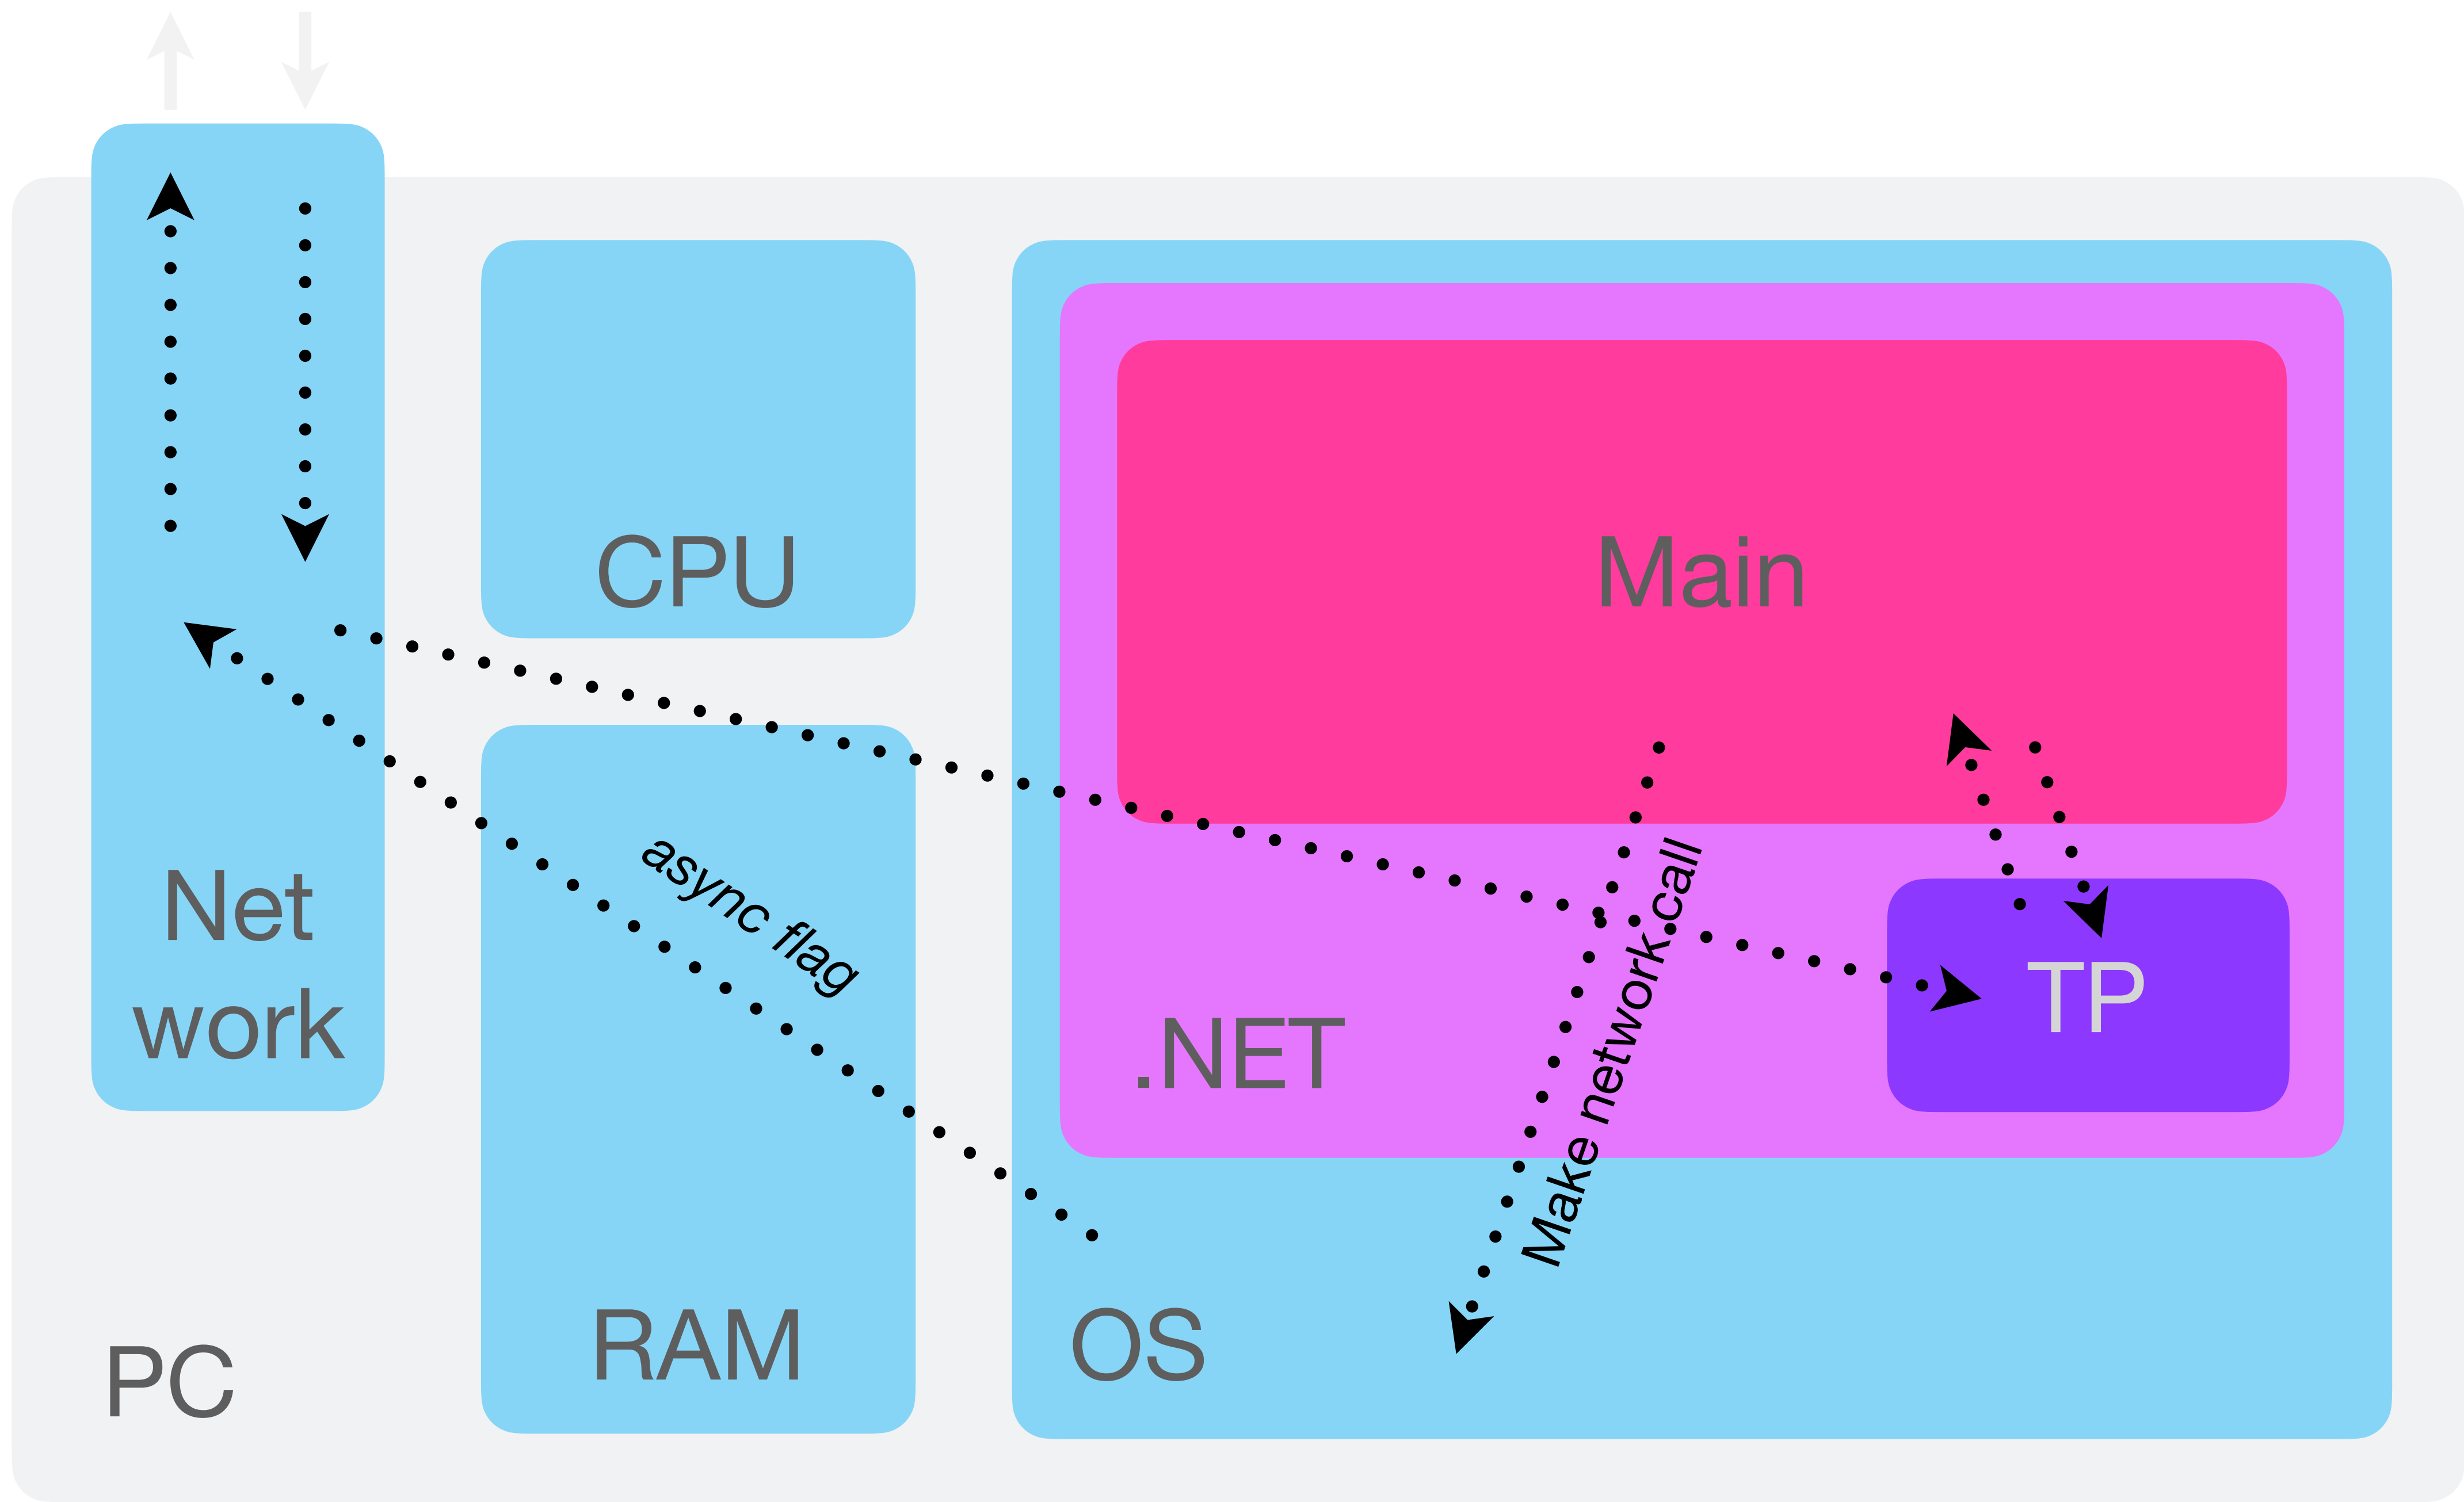 CPU
Main
async flag
Make network call
Net
work
TP
.NET
RAM
OS
PC